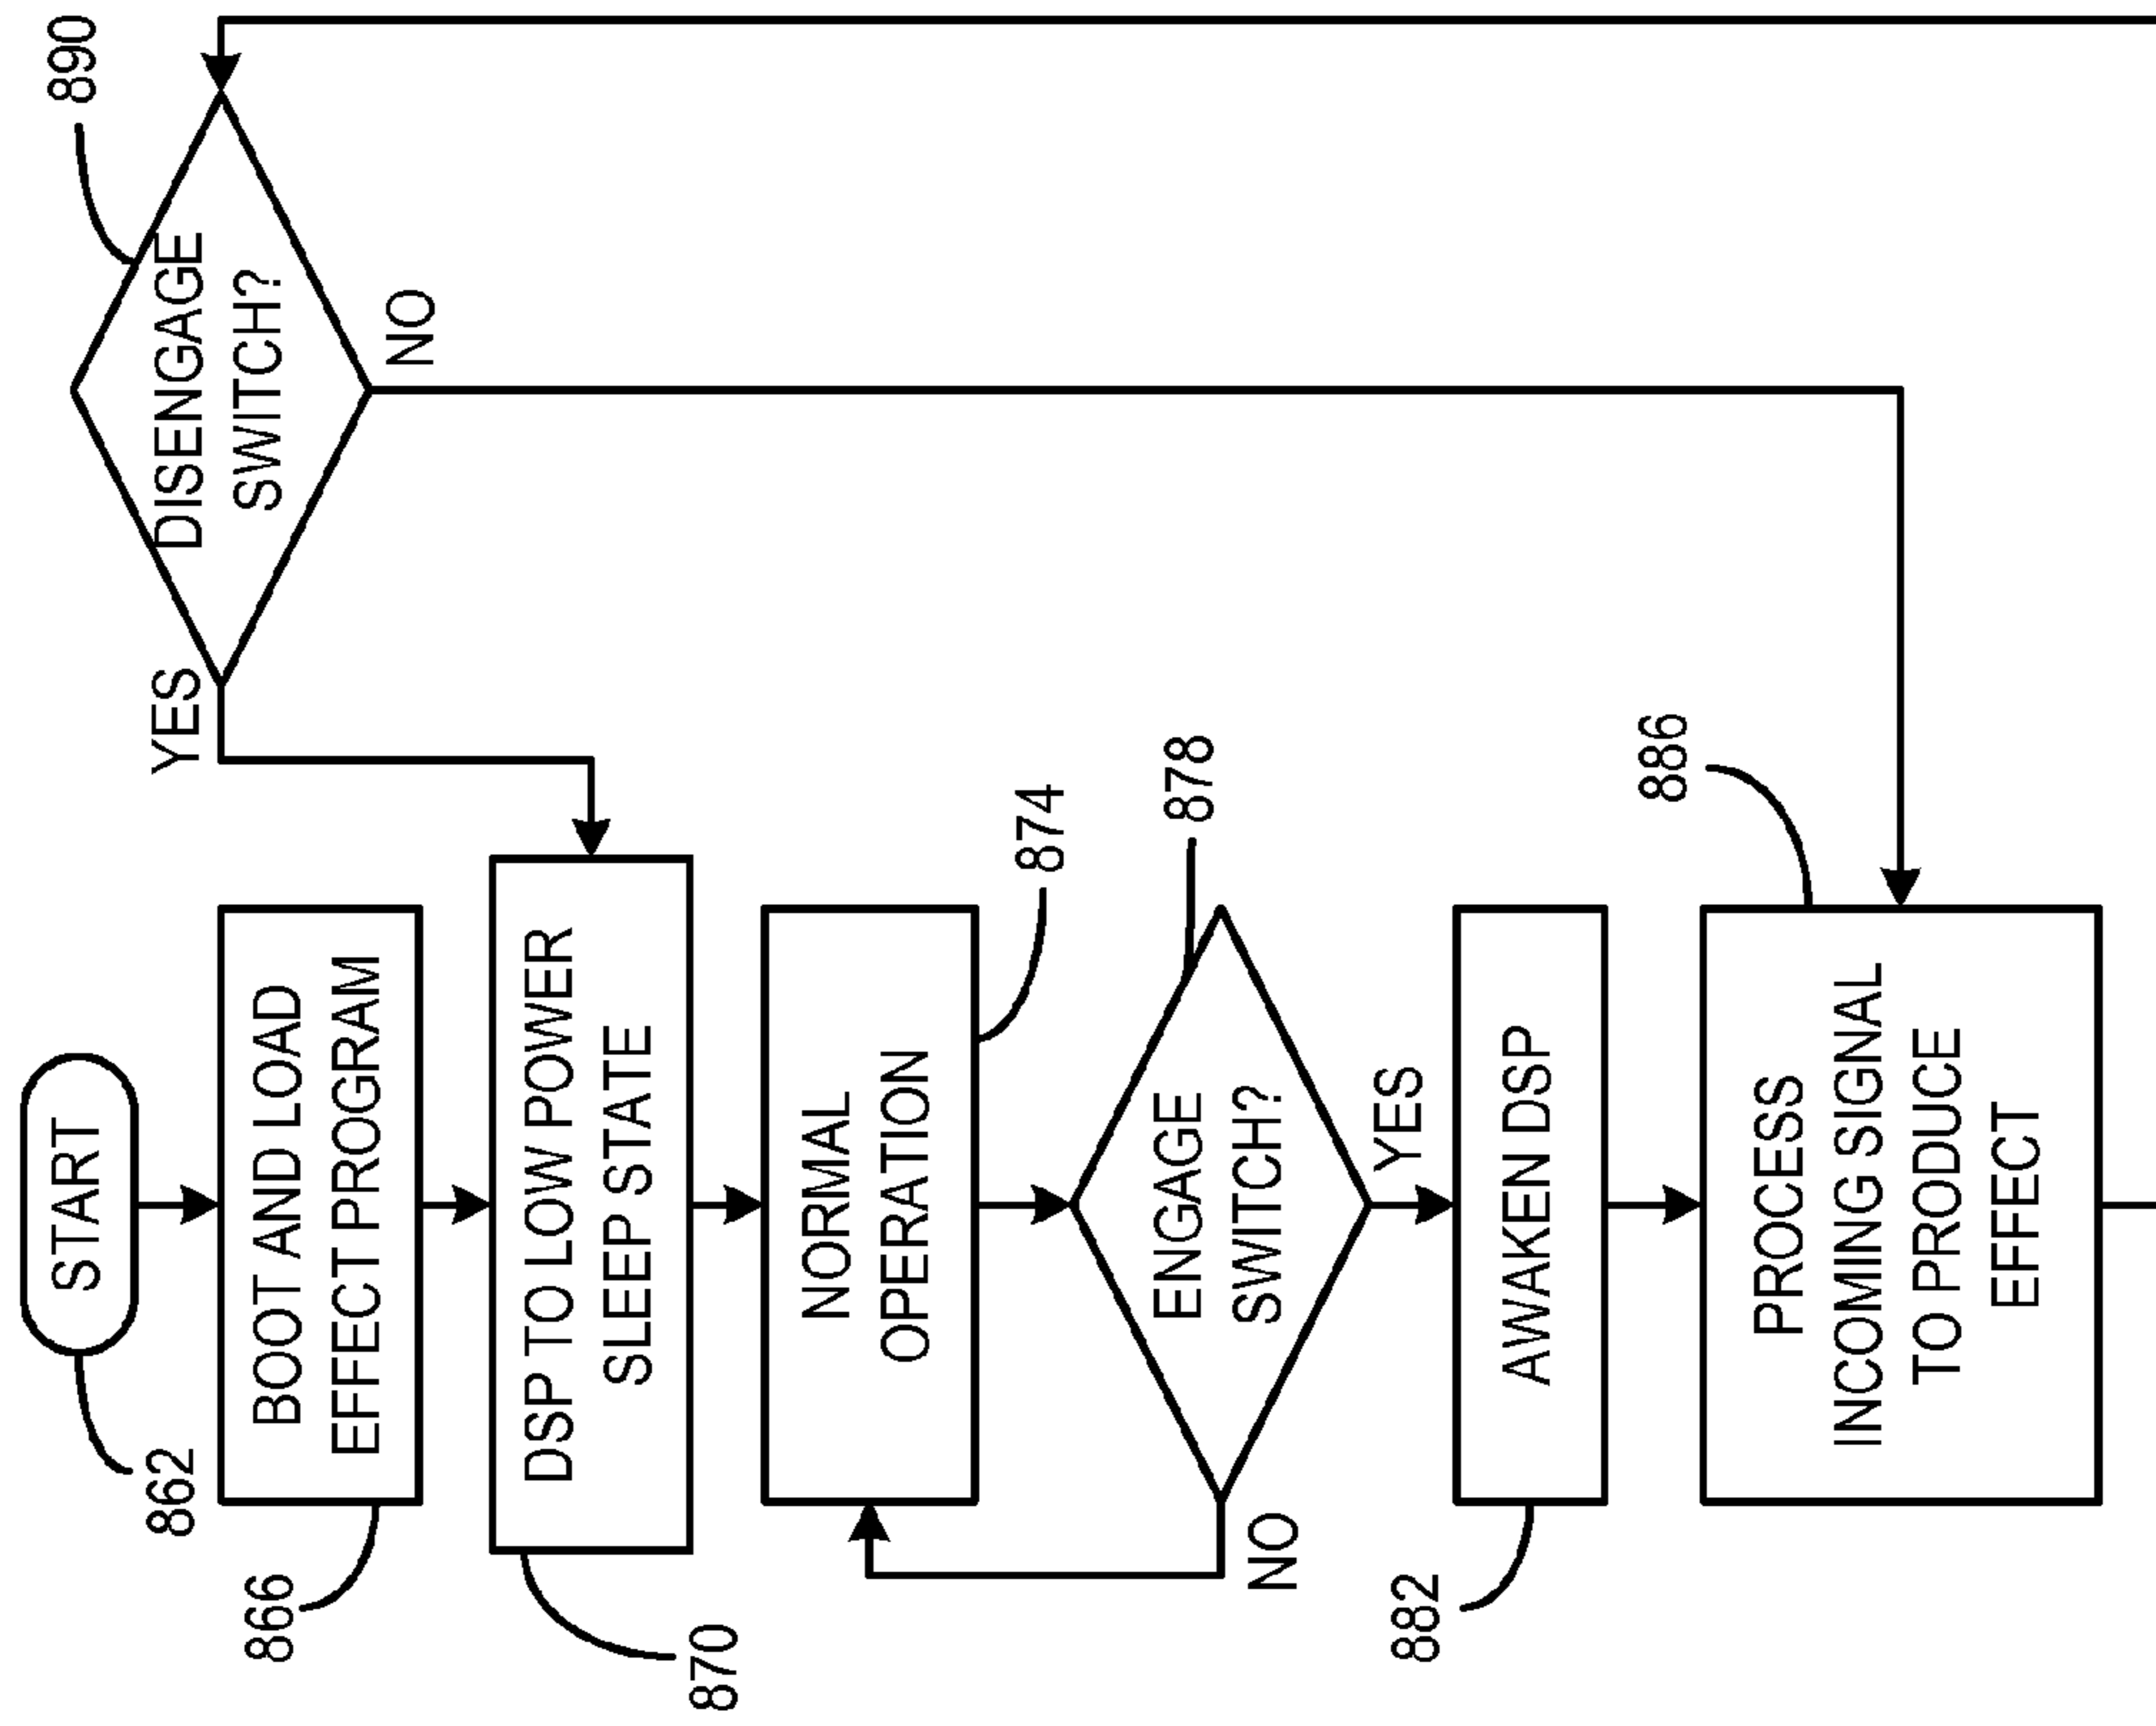 START
862
BOOT AND LOAD
EFFECT PROGRAM
866
DSP TO LOW POWER
SLEEP STATE
870
NORMAL
OPERATION
874
ENGAGE
SWITCH?
878
NO
YES
AWAKEN DSP
882
PROCESS
INCOMING SIGNAL
TO PRODUCE
EFFECT
886
DISENGAGE
SWITCH?
890
YES
NO